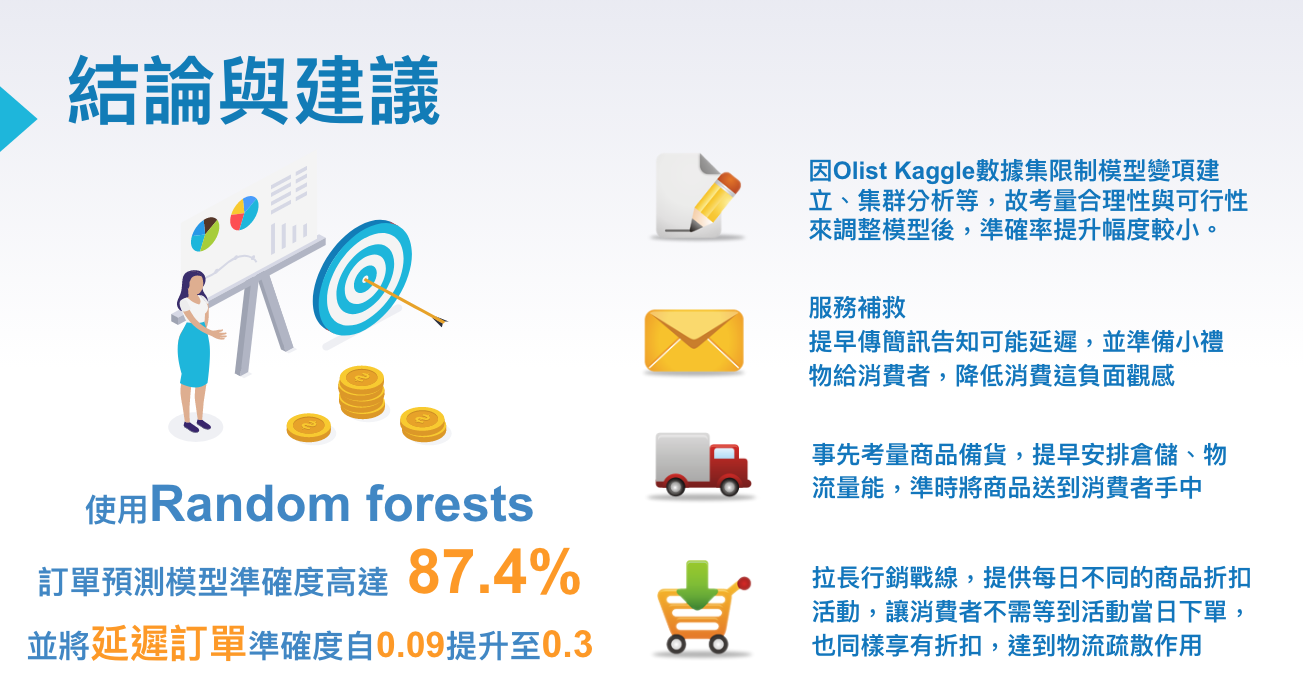 結論與建議
使用Random forests
訂單預測模型準確度高達 87.4%
並將延遲訂單準確度自0.09提升至0.3
因Olist Kaggle數據集限制模型變項建
立、集群分析等，故考量合理性與可行性
來調整模型後，準確率提升幅度較小。
服務補救
提早傳簡訊告知可能延遲，並準備小禮
物給消費者，降低消費這負面觀感
事先考量商品備貨，提早安排倉儲、物
流量能，準時將商品送到消費者手中
拉長行銷戰線，提供每日不同的商品折扣
活動，讓消費者不需等到活動當日下單，
也同樣享有折扣，達到物流疏散作用